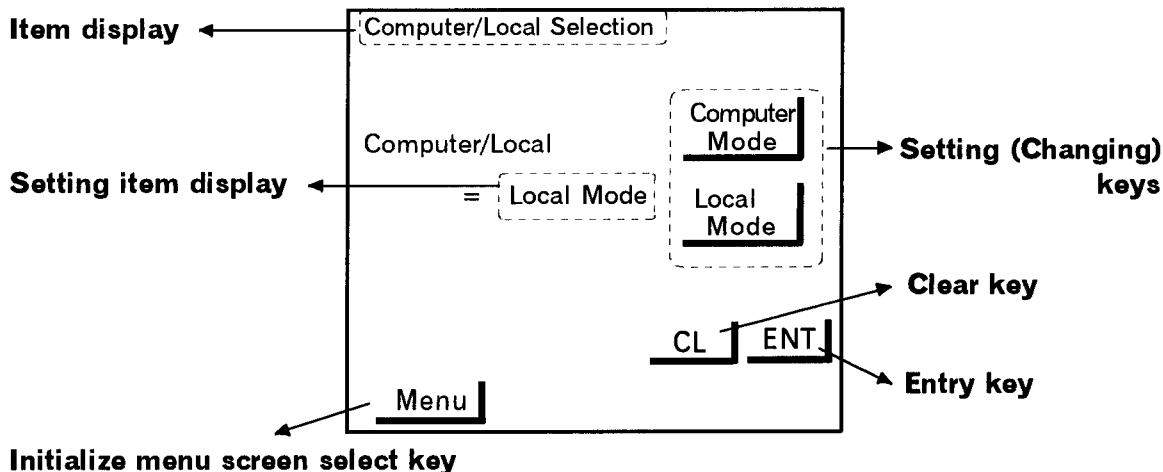 Item display
Computer/Local Selection
Computer
Mode
Computer/Local
Setting (Changing)
keys
Setting item display
= Local Mode
Local
Mode
Clear key
CL
ENT
Entry key
Menu
Initialize menu screen select key